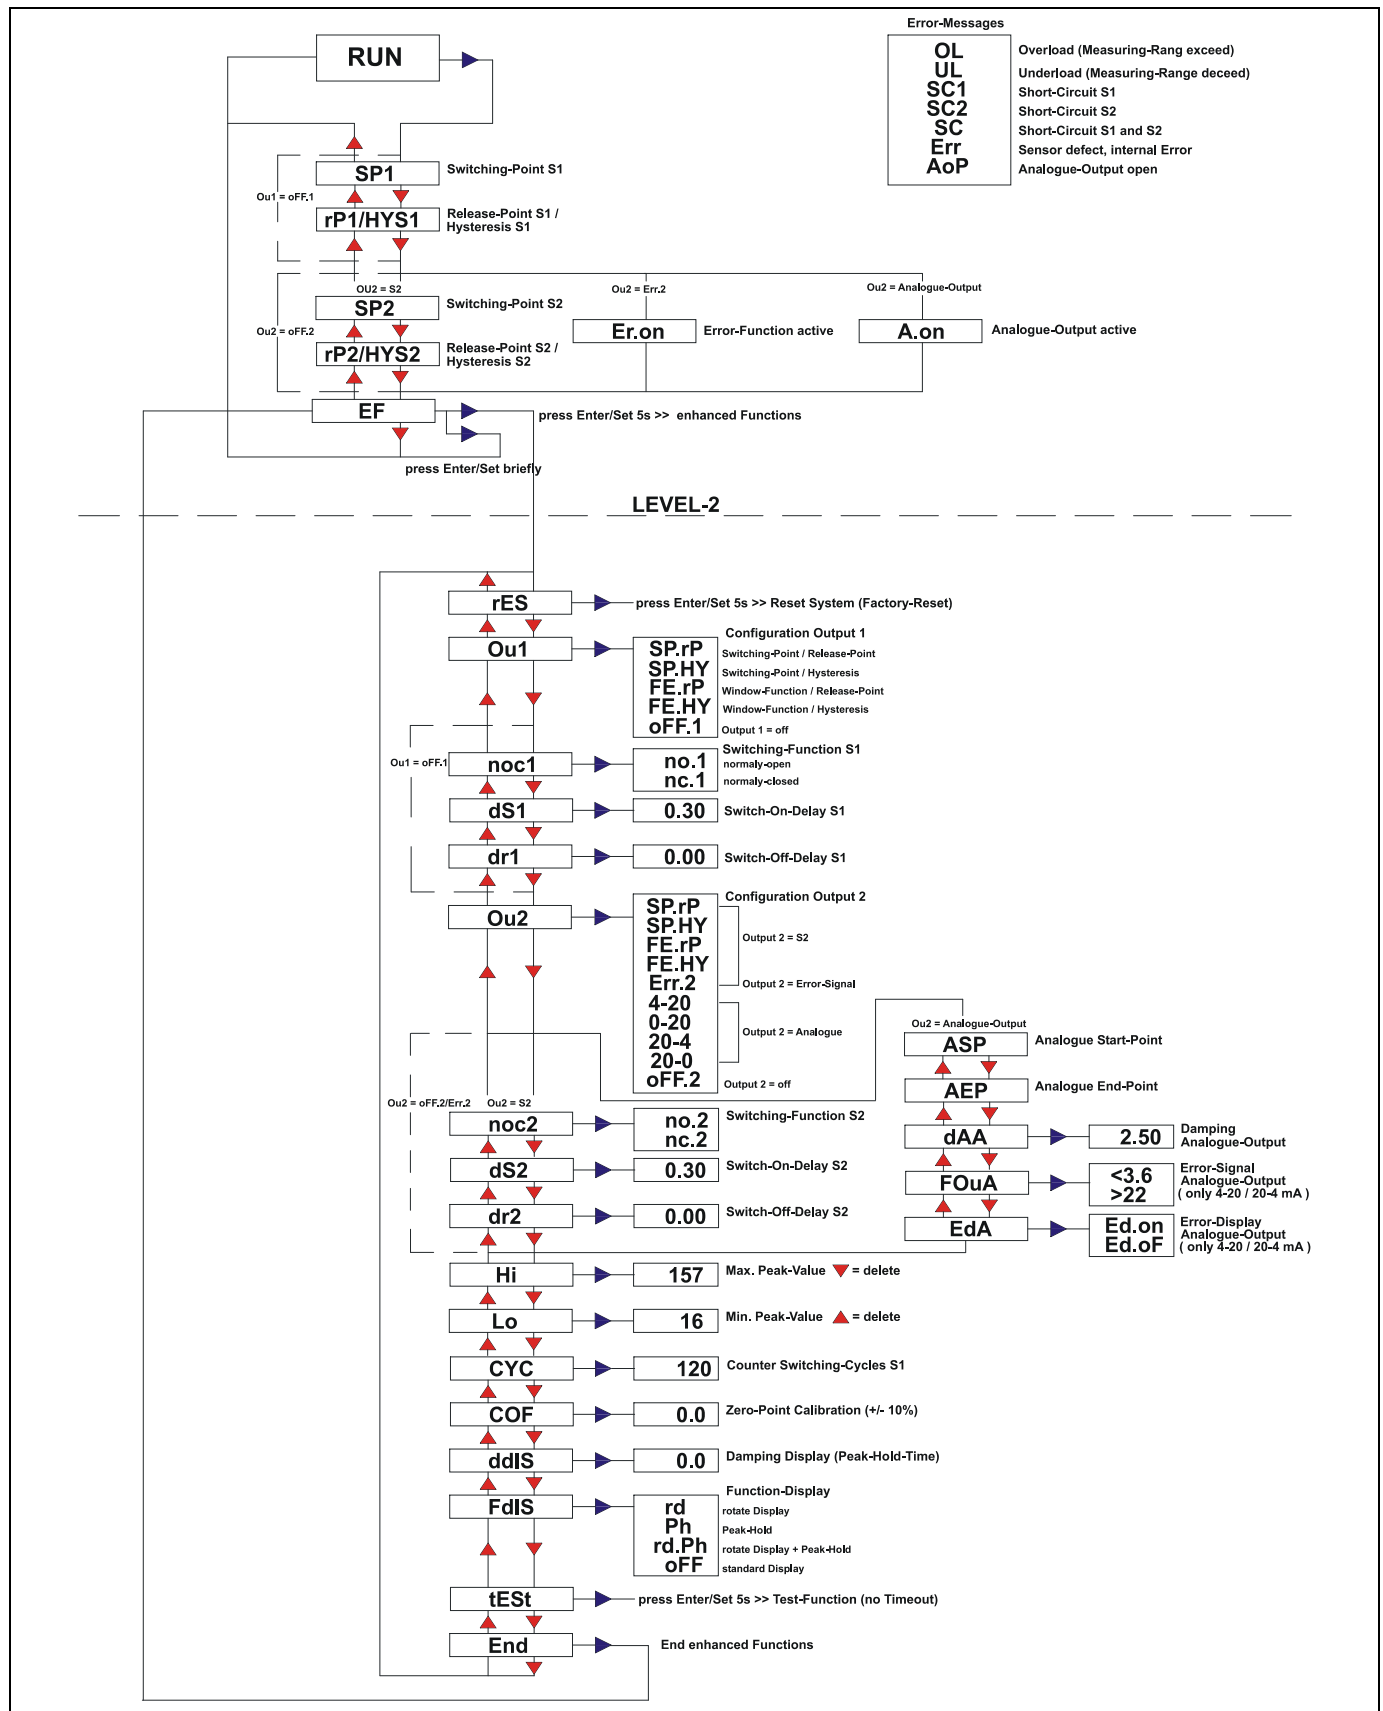 Error-Messages
RUN
OL Overload (Measuring-Rang exceed)
UL Underload (Measuring-Range deceed)
SC1 Short-Circuit S1
SC2 Short-Circuit S2
SC Short-Circuit S1 and S2
Err Sensor defect, internal Error
AoP Analogue-Output open
SP1 Switching-Point S1
Ou1 = oFF.1
rP1/HYS1 Release-Point S1 /
Hysteresis S1
OU2 = S2
Ou2 = Err.2
Ou2 = Analogue-Output
SP2 Switching-Point S2
Ou2 = oFF.2
Er.on Error-Function active
A.on Analogue-Output active
rP2/HYS2 Release-Point S2 /
Hysteresis S2
EF
press Enter/Set 5s >> enhanced Functions
press Enter/Set briefly
LEVEL-2
rES press Enter/Set 5s >> Reset System (Factory-Reset)
Ou1
Configuration Output 1
SP.rP Switching-Point / Release-Point
SP.HY Switching-Point / Hysteresis
FE.rP Window-Function / Release-Point
FE.HY Window-Function / Hysteresis
oFF.1 Output 1 = off
Ou1 = oFF.1
noc1
Switching-Function S1
no.1 normaly-open
nc.1 normaly-closed
dS1 0.30 Switch-On-Delay S1
dr1 0.00 Switch-Off-Delay S1
Ou2
Configuration Output 2
SP.rP
SP.HY
Output 2 = S2
FE.rP
FE.HY
Err.2 Output 2 = Error-Signal
4-20
0-20
Output 2 = Analogue
20-4
20-0
oFF.2 Output 2 = off
Ou2 = Analogue-Output
ASP Analogue Start-Point
AEP Analogue End-Point
dAA 2.50 Damping
Analogue-Output
FOuA <3.6
>22
Error-Signal
Analogue-Output
( only 4-20 / 20-4 mA )
EdA Ed.on
Ed.oF
Error-Display
Analogue-Output
( only 4-20 / 20-4 mA )
Ou2 = oFF.2/Err.2
Ou2 = S2
noc2 no.2
nc.2
Switching-Function S2
dS2 0.30 Switch-On-Delay S2
dr2 0.00 Switch-Off-Delay S2
Hi 157 Max. Peak-Value ▼ = delete
Lo 16 Min. Peak-Value ▲ = delete
CYC 120 Counter Switching-Cycles S1
COF 0.0 Zero-Point Calibration (+/- 10%)
ddIS 0.0 Damping Display (Peak-Hold-Time)
FdIS
Function-Display
rd rotate Display
Ph Peak-Hold
rd.Ph rotate Display + Peak-Hold
oFF standard Display
tESt press Enter/Set 5s >> Test-Function (no Timeout)
End End enhanced Functions